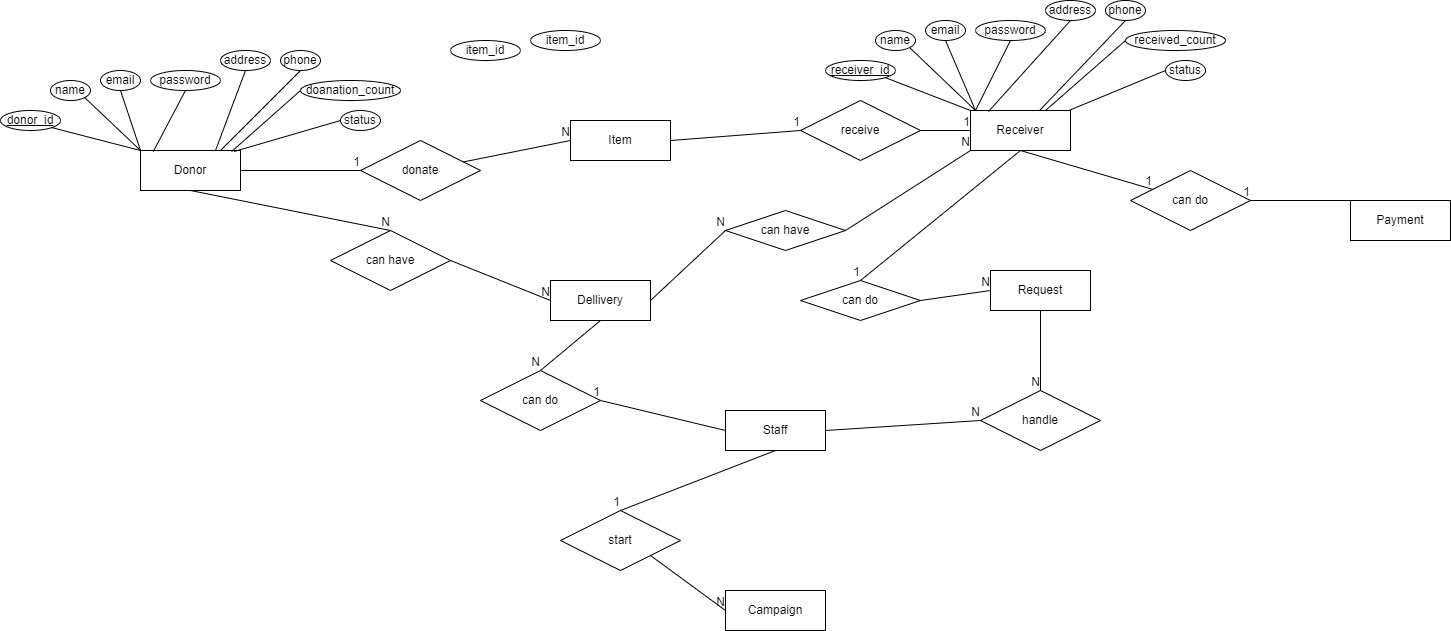 address
phone
item_id
item_id
name
email
password
received_count
receiver_id
status
address
phone
name
email
password
doanation_count
donor_id
status
N
Item
1
receive
1
Receiver
N
1
donate
Donor
1
can do
1
Payment
N
can have
N
can have
N
Dellivery
1
can do
N
Request
N
can do
1
N
handle
N
Staff
1
start
N
Campaign